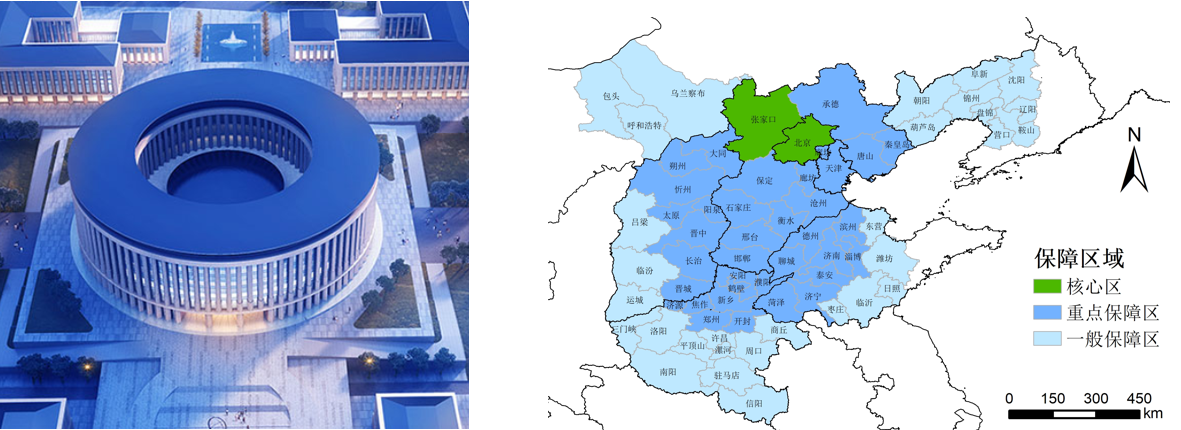 包头
乌兰察布
呼和浩特
张家口
承德
北京
朝阳
阜新
沈阳
锦州
辽阳
盘锦
葫芦岛
营口
鞍山
秦皇岛
唐山
天津
廊坊
大同
朔州
忻州
保定
沧州
太原
阳泉
石家庄
衡水
吕梁
晋中
邢台
德州
滨州
东营
临汾
长治
邯郸
聊城
济南
淄博
潍坊
泰安
日照
运城
晋城
安阳
鹤壁
濮阳
济宁
临沂
菏泽
枣庄
济源
焦作
新乡
郑州
开封
三门峡
洛阳
许昌
商丘
平顶山
漯河
周口
南阳
驻马店
信阳
N
保障区域
核心区
重点保障区
一般保障区
0 150 300 450
km